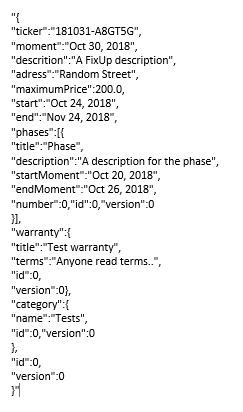 "{
"ticker":"181031-A8GT5G",
"moment":"Oct 30, 2018",
"descrition":"A FixUp description",
"adress":"Random Street",
"maximumPrice":200.0,
"start":"Oct 24, 2018",
"end":"Nov 24, 2018",
"phases":[{
"title":"Phase",
"description":"A description for the phase",
"startMoment":"Oct 20, 2018",
"endMoment":"Oct 26, 2018",
"number":0,"id":0,"version":0
}],
"warranty":{
"title":"Test warranty",
"terms":"Anyone read terms..",
"id":0,
"version":0},
"category":{
"name":"Tests",
"id":0,"version":0
},
"id":0,
"version":0
}"